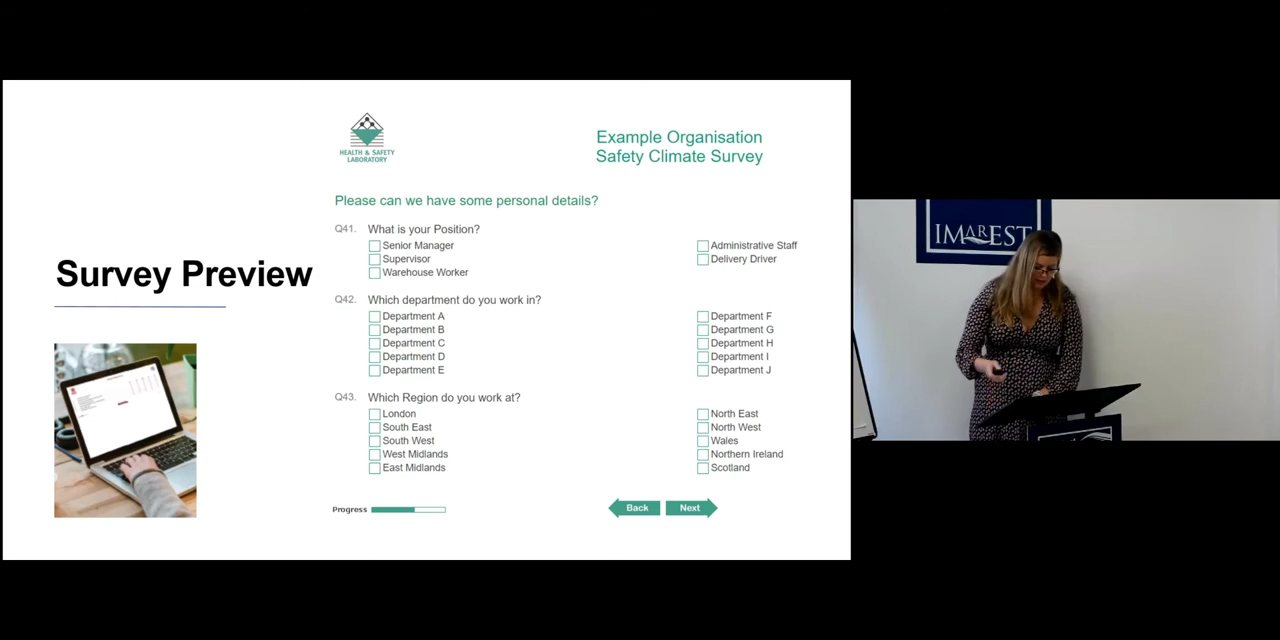 HEALTH & SAFETY
LABORATORY
Example Organisation
Safety Climate Survey
Survey Preview
Please can we have some personal details?
Q41. What is your Position?
Senior Manager
Supervisor
Warehouse Worker
Administrative Staff
Delivery Driver
Q42. Which department do you work in?
Department A
Department B
Department C
Department D
Department E
Department F
Department G
Department H
Department I
Department J
Q43. Which Region do you work at?
London
South East
South West
West Midlands
East Midlands
North East
North West
Wales
Northern Ireland
Scotland
Progress
Back
Next
IMarEST